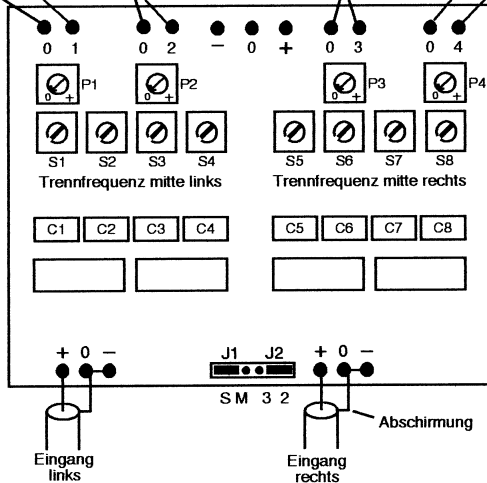 0 1 0 2 − 0 + 0 3 0 4
P1 P2 P3 P4
0 + 0 + 0 + 0 +
S1 S2 S3 S4 S5 S6 S7 S8
Trennfrequenz mitte links Trennfrequenz mitte rechts
C1 C2 C3 C4 C5 C6 C7 C8
+ 0 − J1 J2 + 0 −
S M 3 2
Abschirmung
Eingang links
Eingang rechts